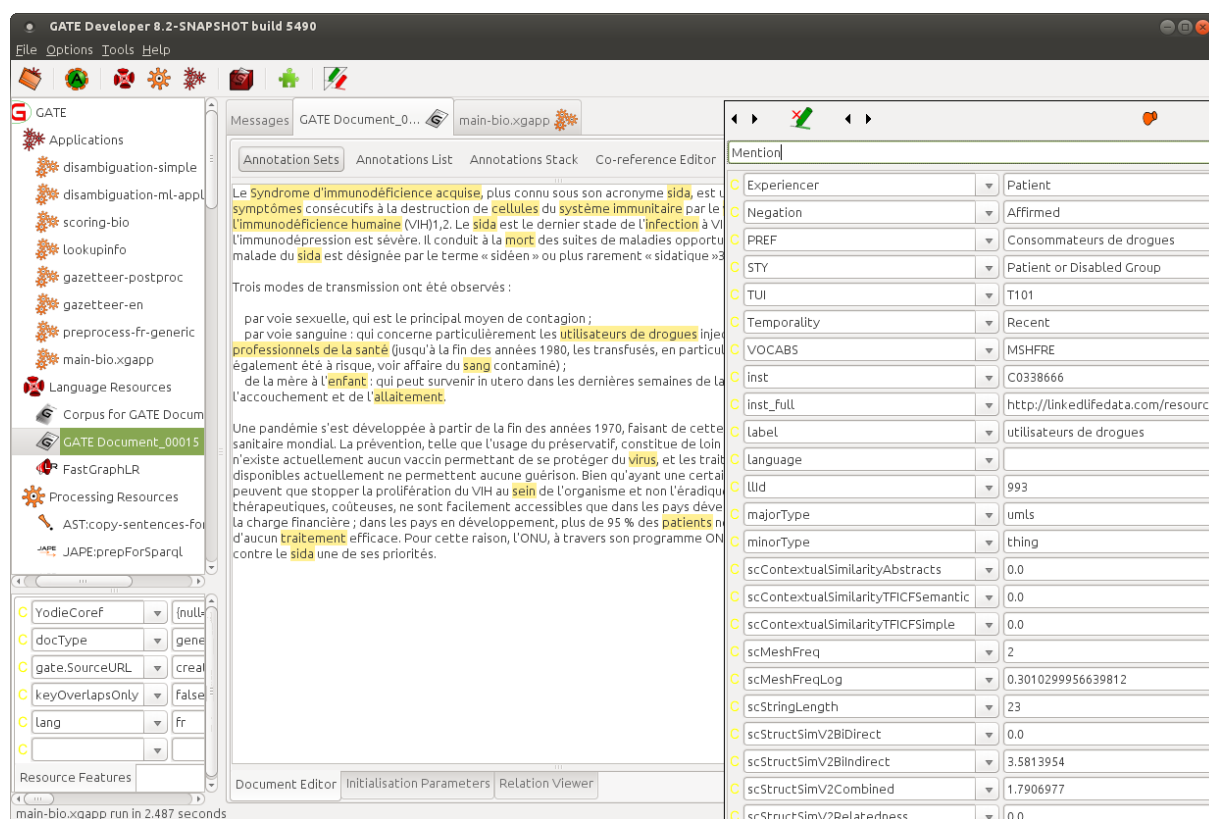 GATE Developer 8.2-SNAPSHOT build 5490
File Options Tools Help
GATE
Applications
disambiguation-simple
disambiguation-ml-appl
scoring-bio
lookupinfo
gazetteer-postproc
gazetteer-en
preprocess-fr-generic
main-bio.xgapp
Language Resources
Corpus for GATE Docum
GATE Document_00015
FastGraphLR
Processing Resources
AST:copy-sentences-fo
JAPE:prepForSparql
C YodieCoref {null=
C docType gene
C gate.SourceURL creat
C keyOverlapsOnly false
C lang fr
C
Resource Features
main-bio.xgapp run in 2.487 seconds
Messages GATE Document_0... main-bio.xgapp
Annotation Sets Annotations List Annotations Stack Co-reference Editor
Le Syndrome d'immunodéficience acquise, plus connu sous son acronyme sida, est u
symptômes consécutifs à la destruction de cellules du système immunitaire par le
l'immunodéficience humaine (VIH)1,2. Le sida est le dernier stade de l'infection à VI
l'immunodépression est sévère. Il conduit à la mort des suites de maladies opportu
malade du sida est désignée par le terme « sidéen » ou plus rarement « sidatique »3
Trois modes de transmission ont été observés :
par voie sexuelle, qui est le principal moyen de contagion ;
par voie sanguine : qui concerne particulièrement les utilisateurs de drogues injec
professionnels de la santé (jusqu'à la fin des années 1980, les transfusés, en particul
également été à risque, voir affaire du sang contaminé) ;
de la mère à l'enfant : qui peut survenir in utero dans les dernières semaines de la
l'accouchement et de l'allaitement.
Une pandémie s'est développée à partir de la fin des années 1970, faisant de cette
sanitaire mondial. La prévention, telle que l'usage du préservatif, constitue de loin
n'existe actuellement aucun vaccin permettant de se protéger du virus, et les trait
disponibles actuellement ne permettent aucune guérison. Bien qu'ayant une certai
peuvent que stopper la prolifération du VIH au sein de l'organisme et non l'éradique
thérapeutiques, coûteuses, ne sont facilement accessibles que dans les pays déve
la charge financière ; dans les pays en développement, plus de 95 % des patients n
d'aucun traitement efficace. Pour cette raison, l'ONU, à travers son programme ON
contre le sida une de ses priorités.
Document Editor Initialisation Parameters Relation Viewer
Mention
C Experiencer Patient
C Negation Affirmed
C PREF Consommateurs de drogues
C STY Patient or Disabled Group
C TUI T101
C Temporality Recent
C VOCABS MSHFRE
C inst C0338666
C inst_full http://linkedlifedata.com/resourc
C label utilisateurs de drogues
C language
C llId 993
C majorType umls
C minorType thing
C scContextualSimilarityAbstracts 0.0
C scContextualSimilarityTFICFSemantic 0.0
C scContextualSimilarityTFICFSimple 0.0
C scMeshFreq 2
C scMeshFreqLog 0.3010299956639812
C scStringLength 23
C scStructSimV2BiDirect 0.0
C scStructSimV2BiIndirect 3.5813954
C scStructSimV2Combined 1.7906977
C scStructSimV2Relatedness 0.0